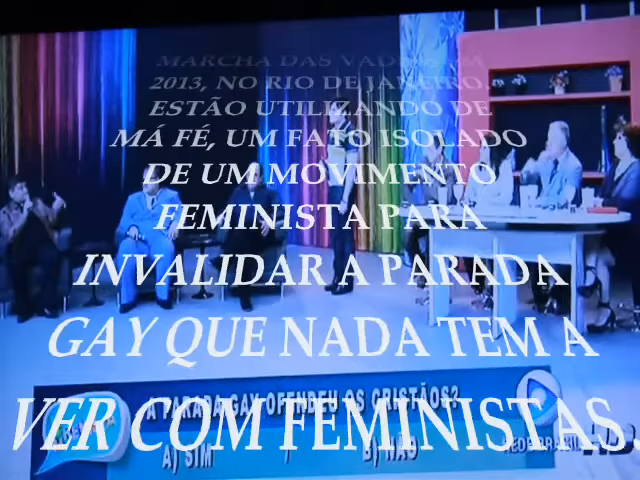 MARCHA DAS VADIAS EM
2013, NO RIO DE JANEIRO.
ESTÃO UTILIZANDO DE
MÁ FÉ, UM FATO ISOLADO
DE UM MOVIMENTO
FEMINISTA PARA
INVALIDAR A PARADA
GAY QUE NADA TEM A
VER COM FEMINISTAS.
A PARADA GAY OFENDEU OS CRISTÃOS?
A) SIM / B) NÃO
REDE BRASIL